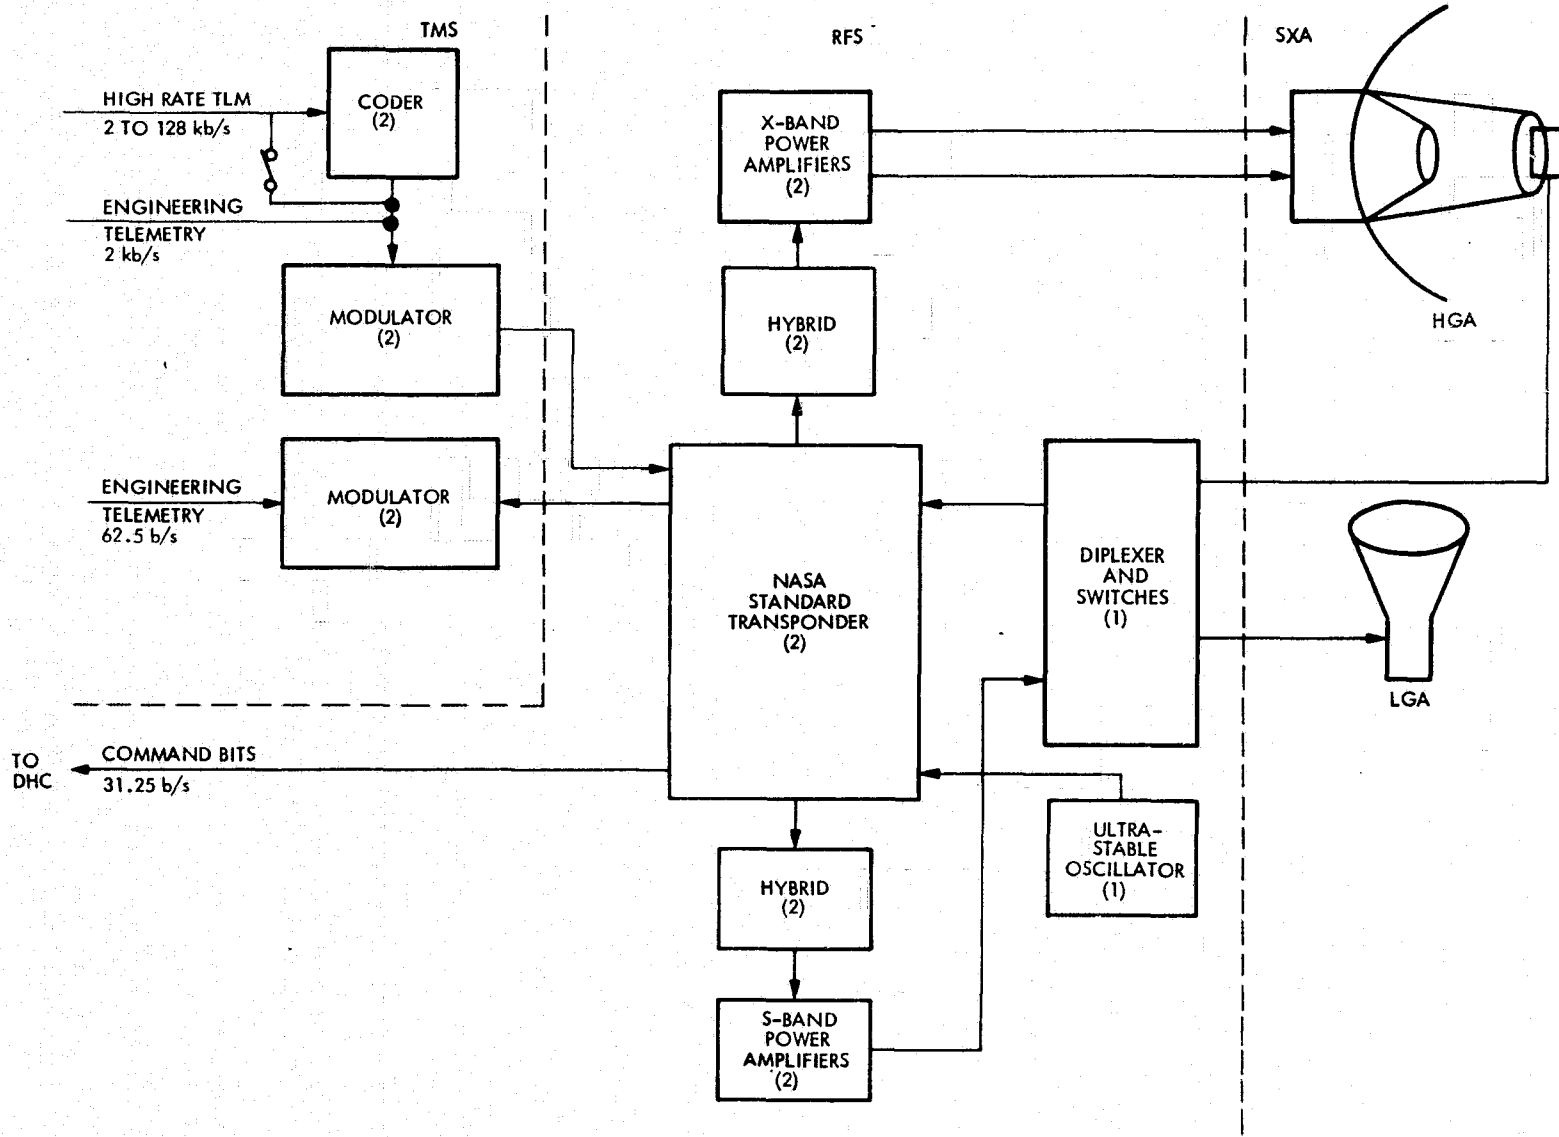 TMS
RFS
SXA
HIGH RATE TLM
2 TO 128 kb/s
CODER
(2)
X-BAND
POWER
AMPLIFIERS
(2)
ENGINEERING
TELEMETRY
2 kb/s
MODULATOR
(2)
HYBRID
(2)
HGA
ENGINEERING
TELEMETRY
62.5 b/s
MODULATOR
(2)
NASA
STANDARD
TRANSPONDER
(2)
DIPLEXER
AND
SWITCHES
(1)
LGA
TO
DHC
COMMAND BITS
31.25 b/s
ULTRA-
STABLE
OSCILLATOR
(1)
HYBRID
(2)
S-BAND
POWER
AMPLIFIERS
(2)